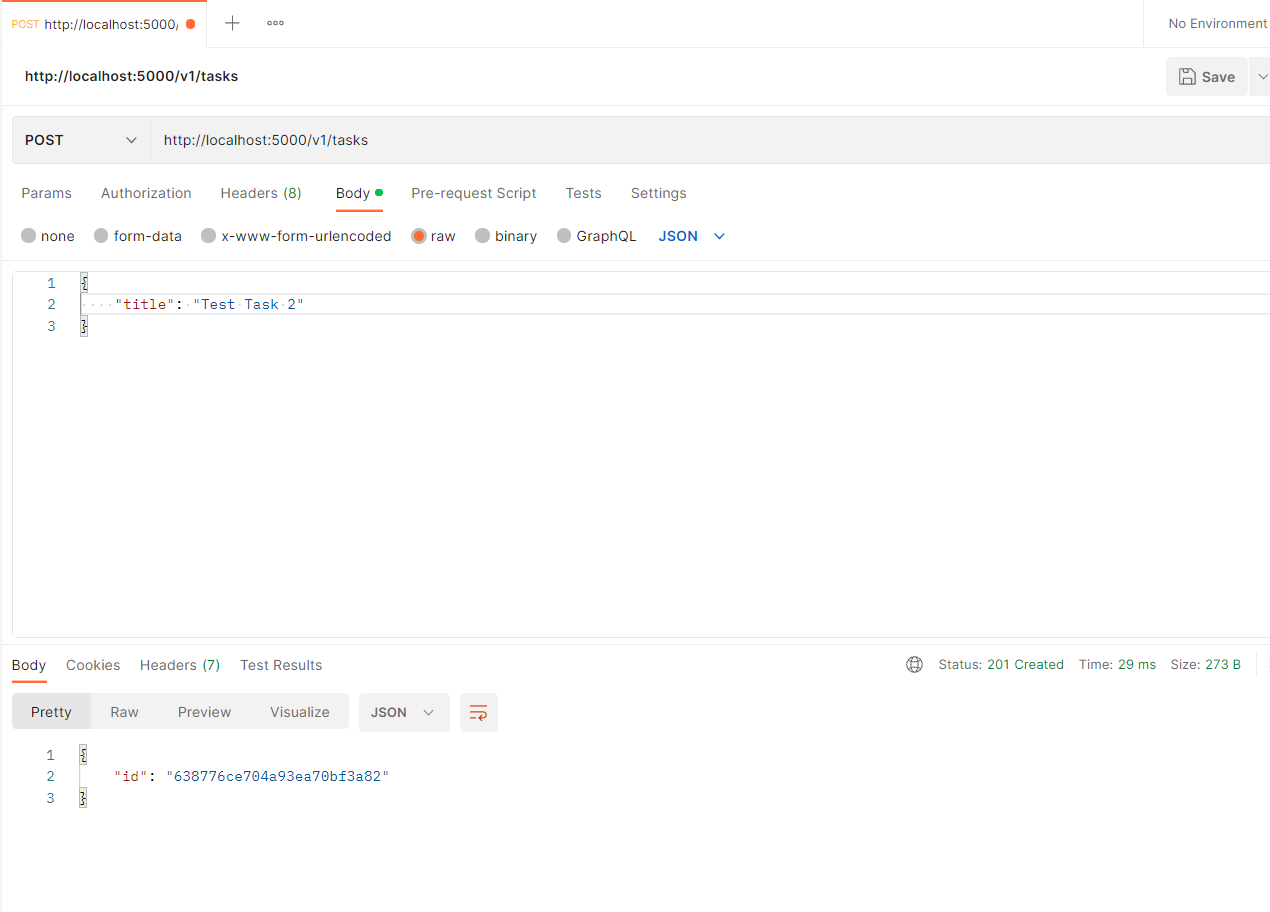 POST http://localhost:5000/
No Environment
http://localhost:5000/v1/tasks
Save
POST http://localhost:5000/v1/tasks
Params Authorization Headers (8) Body Pre-request Script Tests Settings
none form-data x-www-form-urlencoded raw binary GraphQL JSON
1 {
2 "title": "Test Task 2"
3 }
Body Cookies Headers (7) Test Results Status: 201 Created Time: 29 ms Size: 273 B
Pretty Raw Preview Visualize JSON
1 {
2 "id": "638776ce704a93ea70bf3a82"
3 }